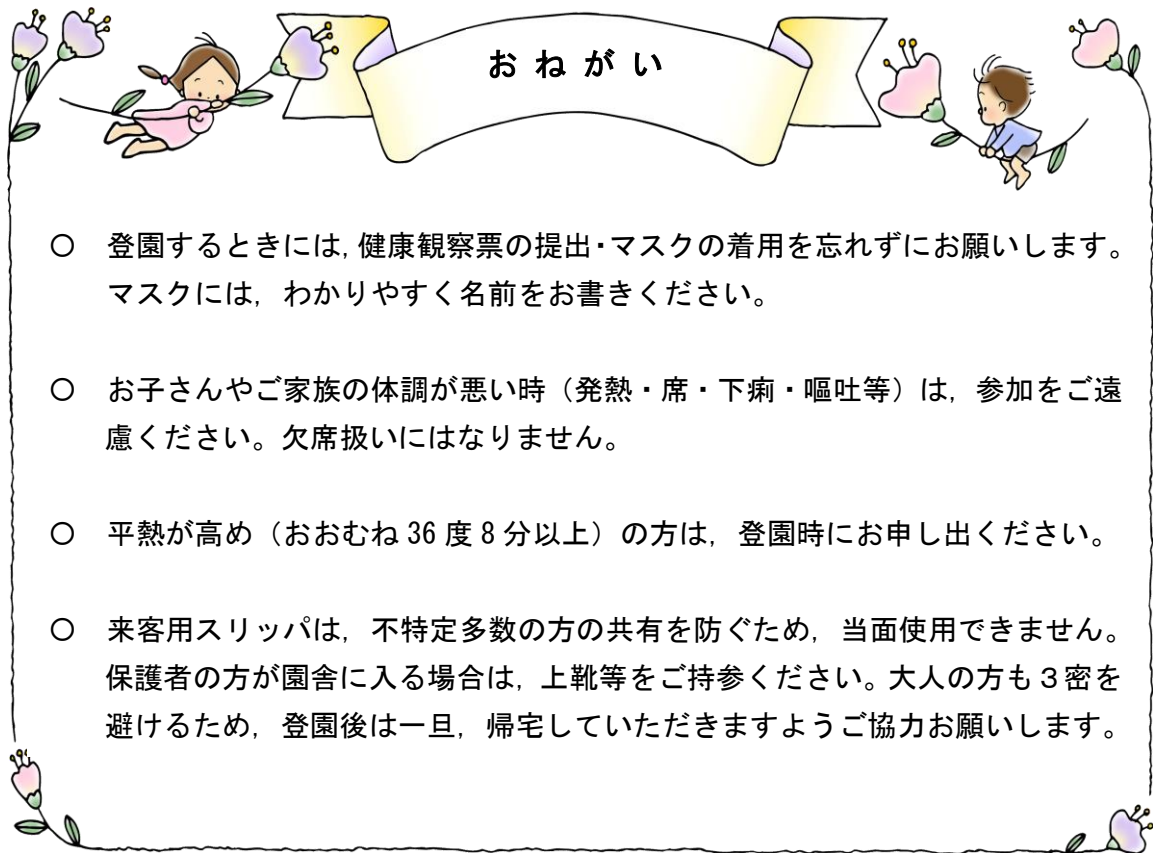 おねがい
○ 登園するときには，健康観察票の提出・マスクの着用を忘れずにお願いします。
マスクには，わかりやすく名前をお書きください。
○ お子さんやご家族の体調が悪い時（発熱・席・下痢・嘔吐等）は，参加をご遠
慮ください。欠席扱いにはなりません。
○ 平熱が高め（おおむね 36 度 8 分以上）の方は，登園時にお申し出ください。
○ 来客用スリッパは，不特定多数の方の共有を防ぐため，当面使用できません。
保護者の方が園舎に入る場合は，上靴等をご持参ください。大人の方も３密を
避けるため，登園後は一旦，帰宅していただきますようご協力お願いします。